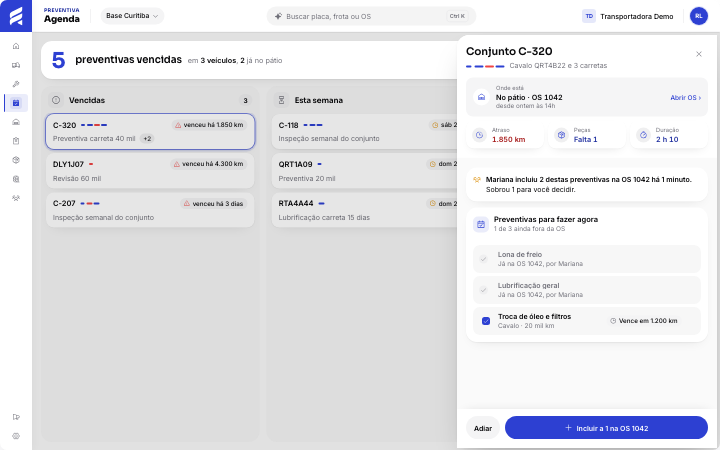 PREVENTIVA
Agenda
Base Curitiba
Buscar placa, frota ou OS
Ctrl K
TD
Transportadora Demo
RL
5 preventivas vencidas em 3 veículos, 2 já no pátio
Vencidas
3
C-320
venceu há 1.850 km
Preventiva carreta 40 mil
+2
DLY1J07
venceu há 4.300 km
Revisão 60 mil
C-207
venceu há 3 dias
Inspeção semanal do conjunto
Esta semana
C-118
sáb 2
Inspeção semanal do conjunto
QRT1A09
dom 2
Preventiva 20 mil
RTA4A44
dom 2
Lubrificação carreta 15 dias
Conjunto C-320
Cavalo QRT4B22 e 3 carretas
Onde está
No pátio · OS 1042
desde ontem às 14h
Abrir OS ›
Atraso
1.850 km
Peças
Falta 1
Duração
2 h 10
Mariana incluiu 2 destas preventivas na OS 1042 há 1 minuto.
Sobrou 1 para você decidir.
Preventivas para fazer agora
1 de 3 ainda fora da OS
Lona de freio
Já na OS 1042, por Mariana
Lubrificação geral
Já na OS 1042, por Mariana
Troca de óleo e filtros
Cavalo · 20 mil km
Vence em 1.200 km
Adiar
Incluir a 1 na OS 1042